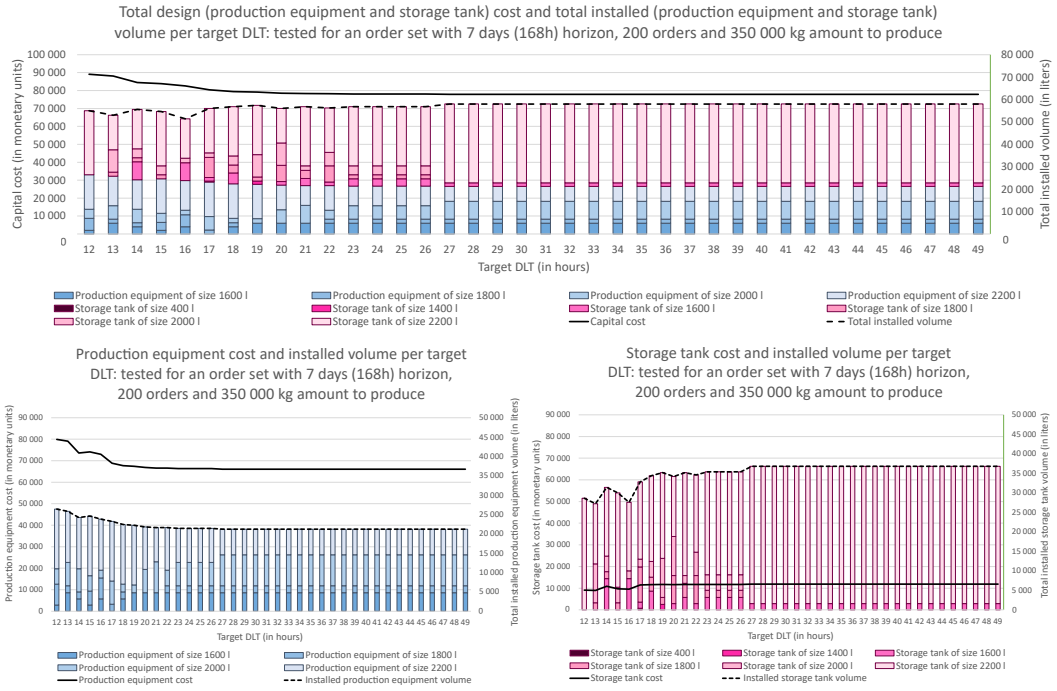 Total design (production equipment and storage tank) cost and total installed (production equipment and storage tank)
volume per target DLT: tested for an order set with 7 days (168h) horizon, 200 orders and 350 000 kg amount to produce
Capital cost (in monetary units)
100 000
90 000
80 000
70 000
60 000
50 000
40 000
30 000
20 000
10 000
0
80 000
70 000
60 000
50 000
40 000
30 000
20 000
10 000
0
Total installed volume (in liters)
12 13 14 15 16 17 18 19 20 21 22 23 24 25 26 27 28 29 30 31 32 33 34 35 36 37 38 39 40 41 42 43 44 45 46 47 48 49
Target DLT (in hours)
Production equipment of size 1600 l
Production equipment of size 1800 l
Production equipment of size 2000 l
Production equipment of size 2200 l
Storage tank of size 400 l
Storage tank of size 1400 l
Storage tank of size 1600 l
Storage tank of size 1800 l
Storage tank of size 2000 l
Storage tank of size 2200 l
Capital cost
Total installed volume
Production equipment cost and installed volume per target
DLT: tested for an order set with 7 days (168h) horizon,
200 orders and 350 000 kg amount to produce
Production equipment cost (in monetary units)
90 000
80 000
70 000
60 000
50 000
40 000
30 000
20 000
10 000
0
50 000
45 000
40 000
35 000
30 000
25 000
20 000
15 000
10 000
5 000
0
Total installed production equipment volume (in liters)
12 13 14 15 16 17 18 19 20 21 22 23 24 25 26 27 28 29 30 31 32 33 34 35 36 37 38 39 40 41 42 43 44 45 46 47 48 49
Target DLT (in hours)
Production equipment of size 1600 l
Production equipment of size 1800 l
Production equipment of size 2000 l
Production equipment of size 2200 l
Production equipment cost
Installed production equipment volume
Storage tank cost and installed volume per target
DLT: tested for an order set with 7 days (168h) horizon,
200 orders and 350 000 kg amount to produce
Storage tank cost (in monetary units)
90 000
80 000
70 000
60 000
50 000
40 000
30 000
20 000
10 000
0
50 000
45 000
40 000
35 000
30 000
25 000
20 000
15 000
10 000
5 000
0
Total installed storage tank volume (in liters)
12 13 14 15 16 17 18 19 20 21 22 23 24 25 26 27 28 29 30 31 32 33 34 35 36 37 38 39 40 41 42 43 44 45 46 47 48 49
Target DLT (in hours)
Storage tank of size 400 l
Storage tank of size 1400 l
Storage tank of size 1600 l
Storage tank of size 1800 l
Storage tank of size 2000 l
Storage tank of size 2200 l
Storage tank cost
Installed storage tank volume